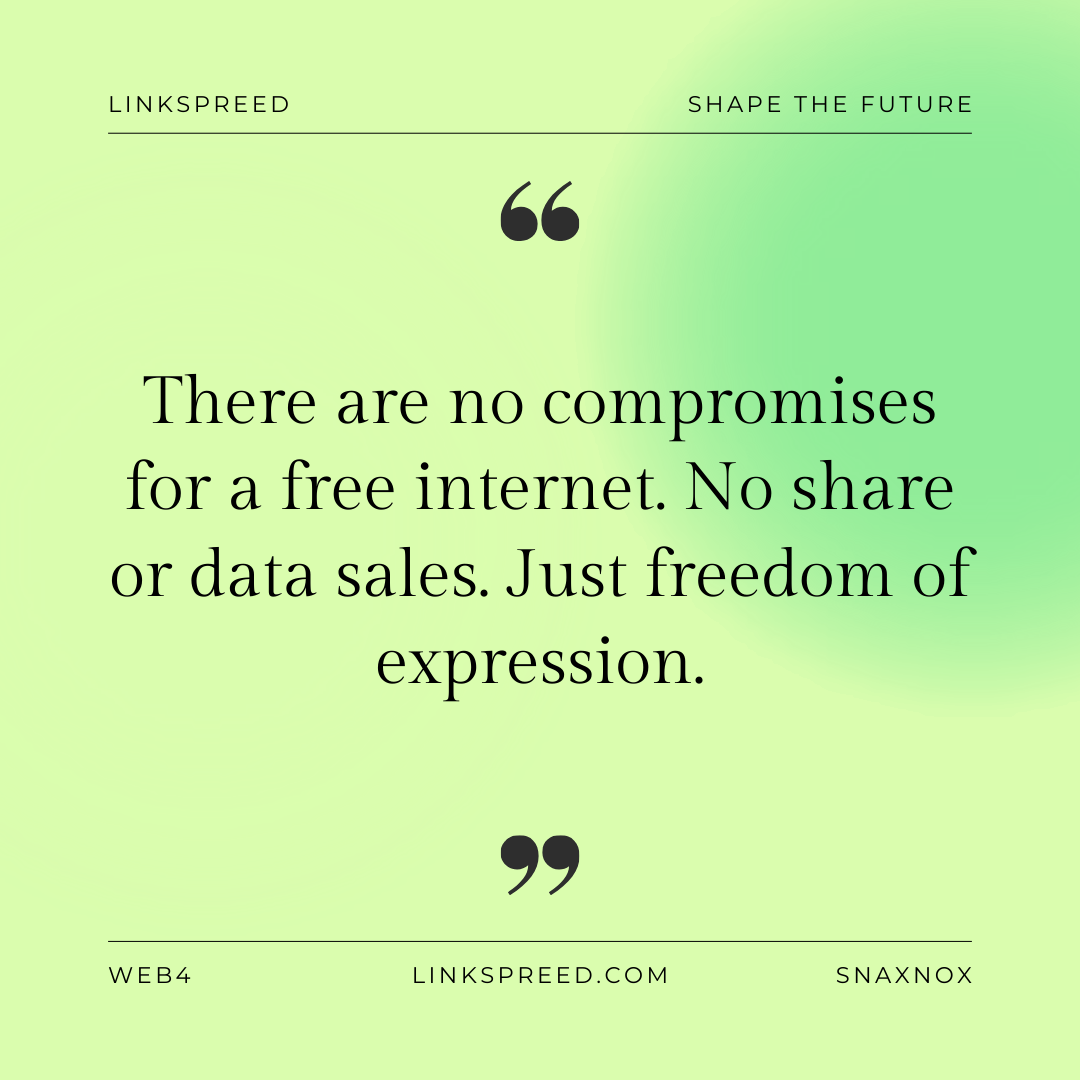 LINKSPREED SHAPE THE FUTURE
“
There are no compromises
for a free internet. No share
or data sales. Just freedom of
expression.
”
WEB4 LINKSPREED.COM SNAXNOX